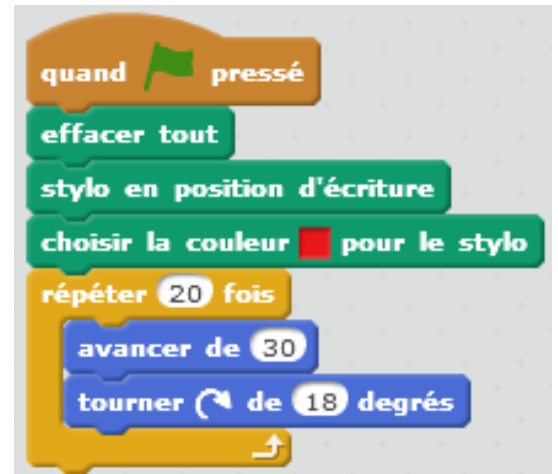 quand pressé
effacer tout
stylo en position d'écriture
choisir la couleur pour le stylo
répéter 20 fois
avancer de 30
tourner de 18 degrés